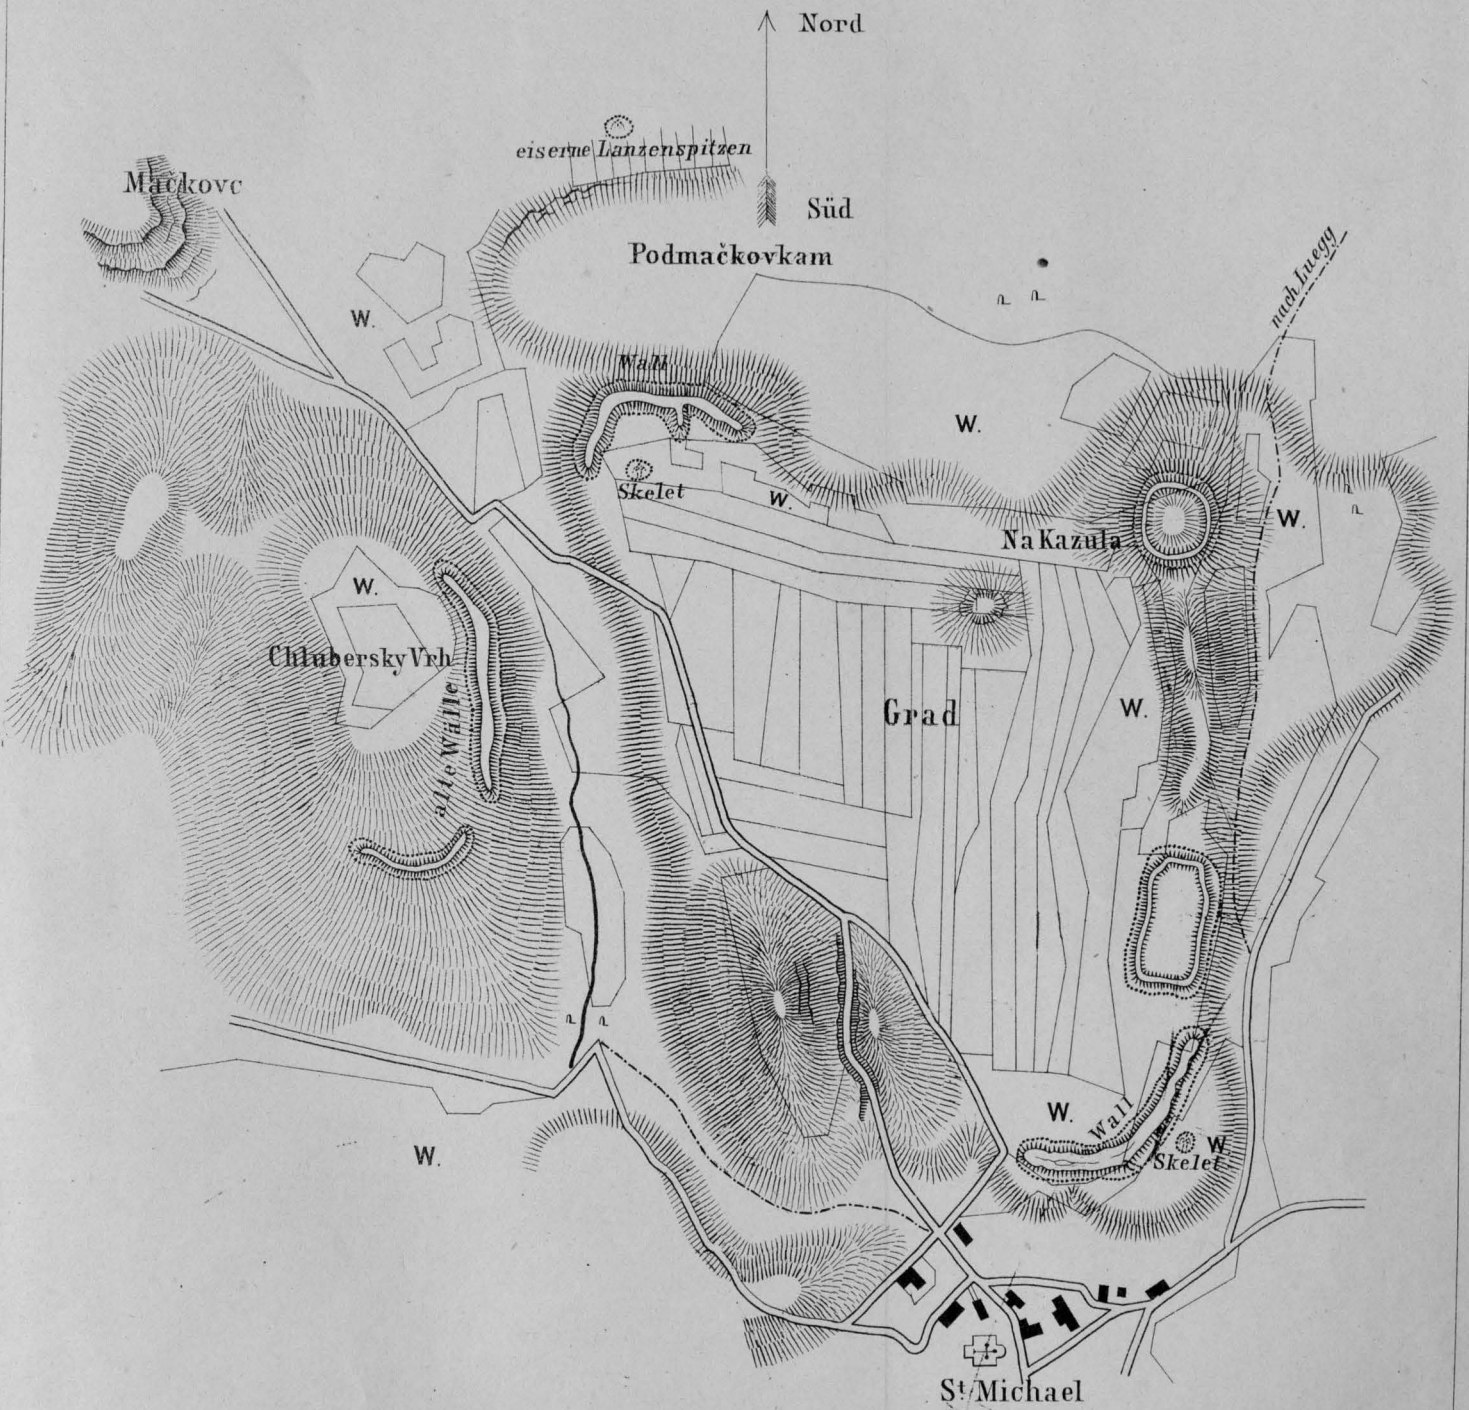 Nord
eiserne Lanzenspitzen
Mačkovc
Süd
Podmačkovkam
nach Luegg
W.
Wall
W.
Skelet
W.
W.
Na Kazula
W.
Chlubersky Vrh
alte Wälle
Grad
W.
W.
Wall
W
Skelet
W.
St. Michael